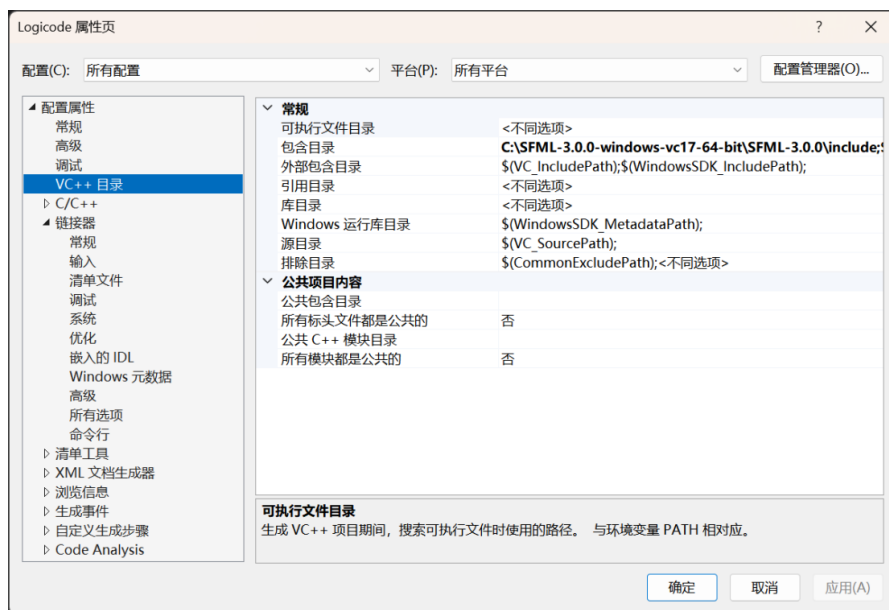 Logicode 属性页
?
配置(C): 所有配置 平台(P): 所有平台 配置管理器(O)...
配置属性
常规
高级
调试
VC++ 目录
C/C++
链接器
常规
输入
清单文件
调试
系统
优化
嵌入的 IDL
Windows 元数据
高级
所有选项
命令行
清单工具
XML 文档生成器
浏览信息
生成事件
自定义生成步骤
Code Analysis
常规
可执行文件目录 <不同选项>
包含目录 C:\SFML-3.0.0-windows-vc17-64-bit\SFML-3.0.0\include;
外部包含目录 $(VC_IncludePath);$(WindowsSDK_IncludePath);
引用目录 <不同选项>
库目录 <不同选项>
Windows 运行库目录 $(WindowsSDK_MetadataPath);
源目录 $(VC_SourcePath);
排除目录 $(CommonExcludePath);<不同选项>
公共项目内容
公共包含目录
所有标头文件都是公共的 否
公共 C++ 模块目录
所有模块都是公共的 否
可执行文件目录
生成 VC++ 项目期间，搜索可执行文件时使用的路径。 与环境变量 PATH 相对应。
确定 取消 应用(A)